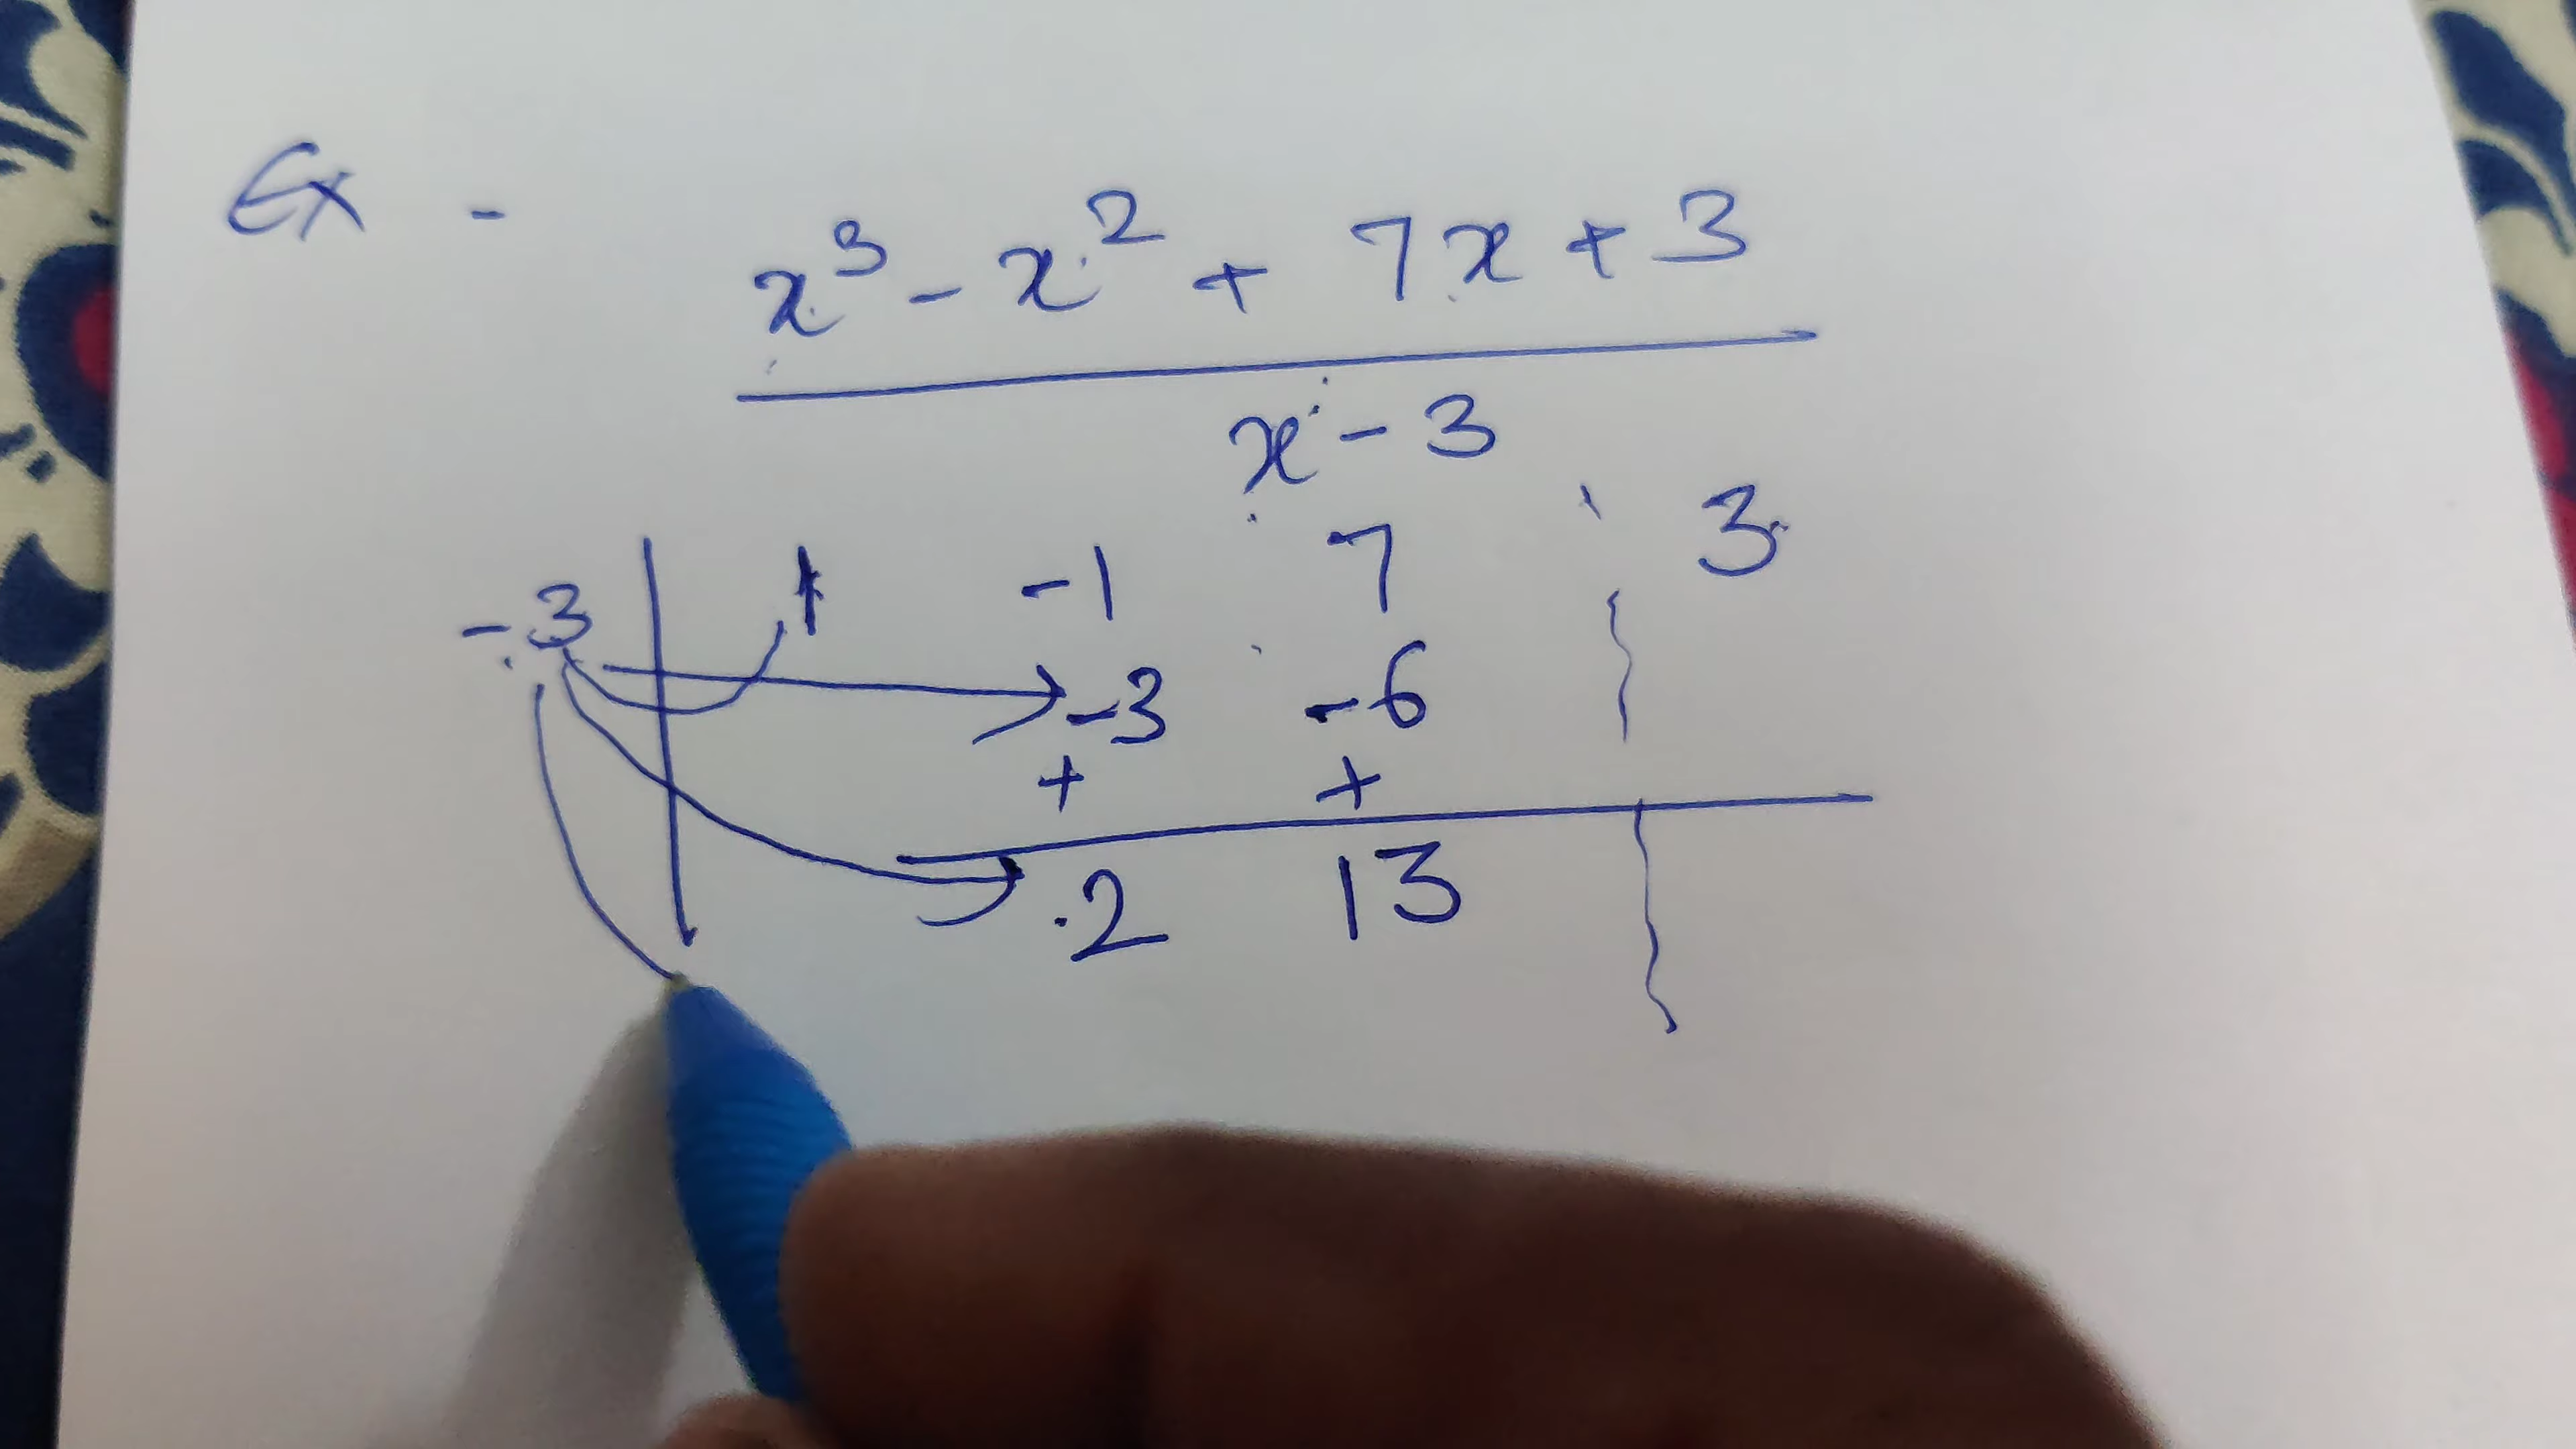 Ex - x³ - x² + 7x + 3
x - 3
-3 | 1 -1 7 3
-3 -6
+ +
2 13